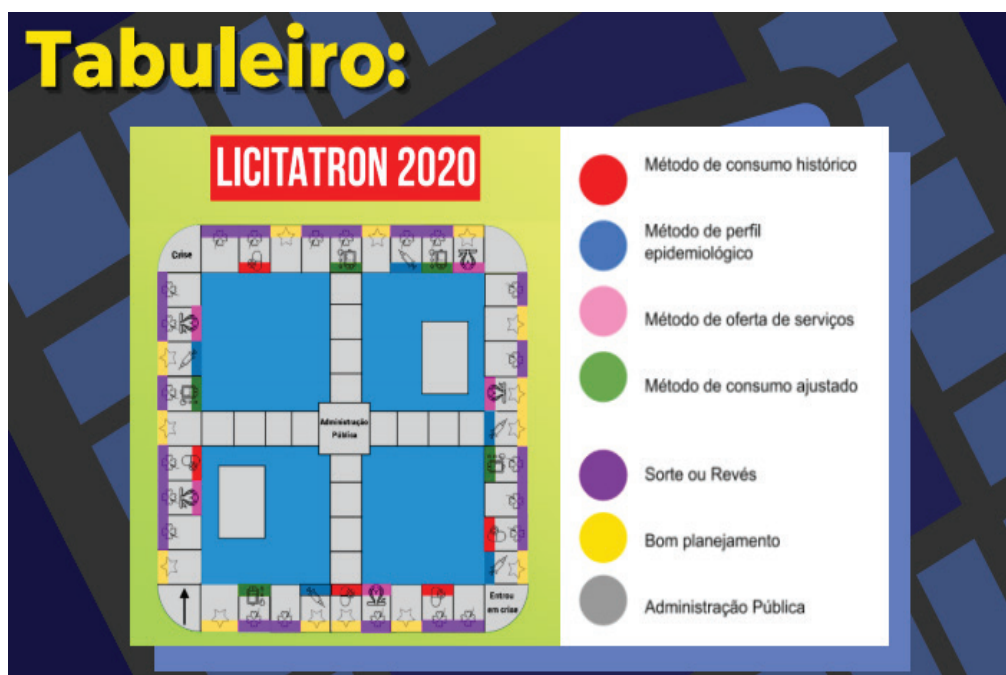 Tabuleiro:
LICITATRON 2020
Crise
Administração
Pública
Entrou
em crise
Método de consumo histórico
Método de perfil
epidemiológico
Método de oferta de serviços
Método de consumo ajustado
Sorte ou Revés
Bom planejamento
Administração Pública